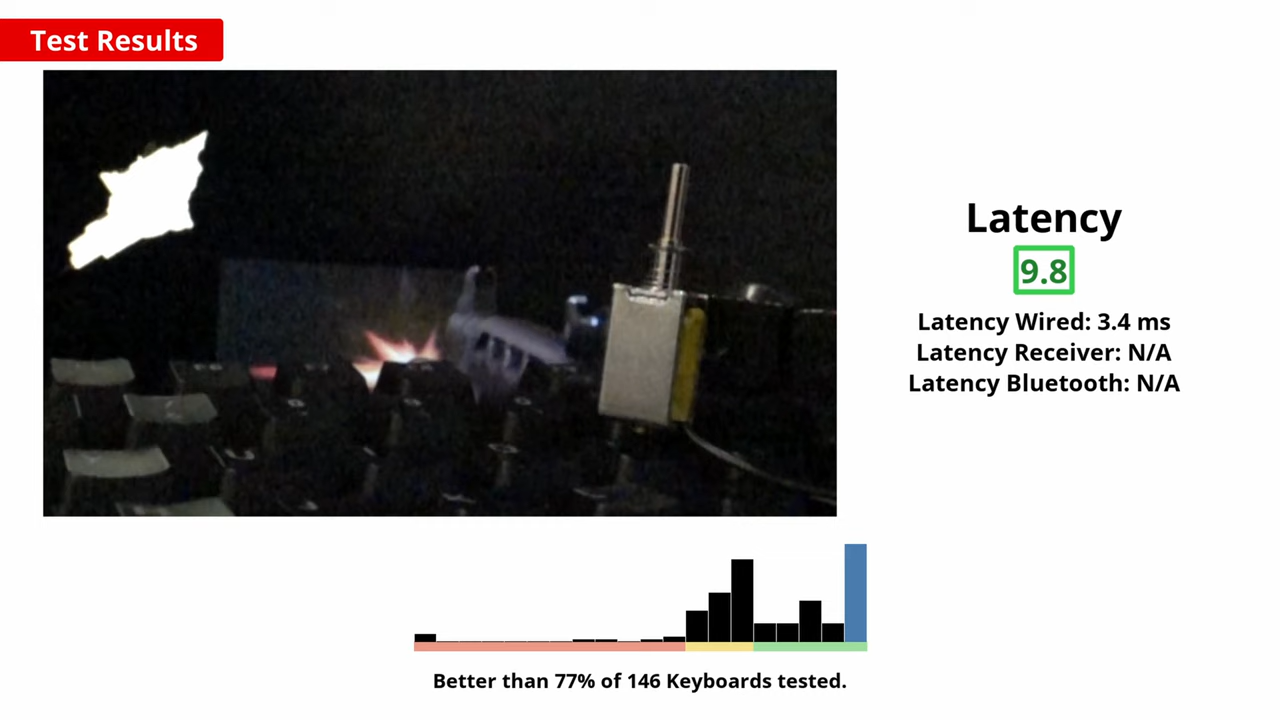 Test Results
Latency
9.8
Latency Wired: 3.4 ms
Latency Receiver: N/A
Latency Bluetooth: N/A
Better than 77% of 146 Keyboards tested.